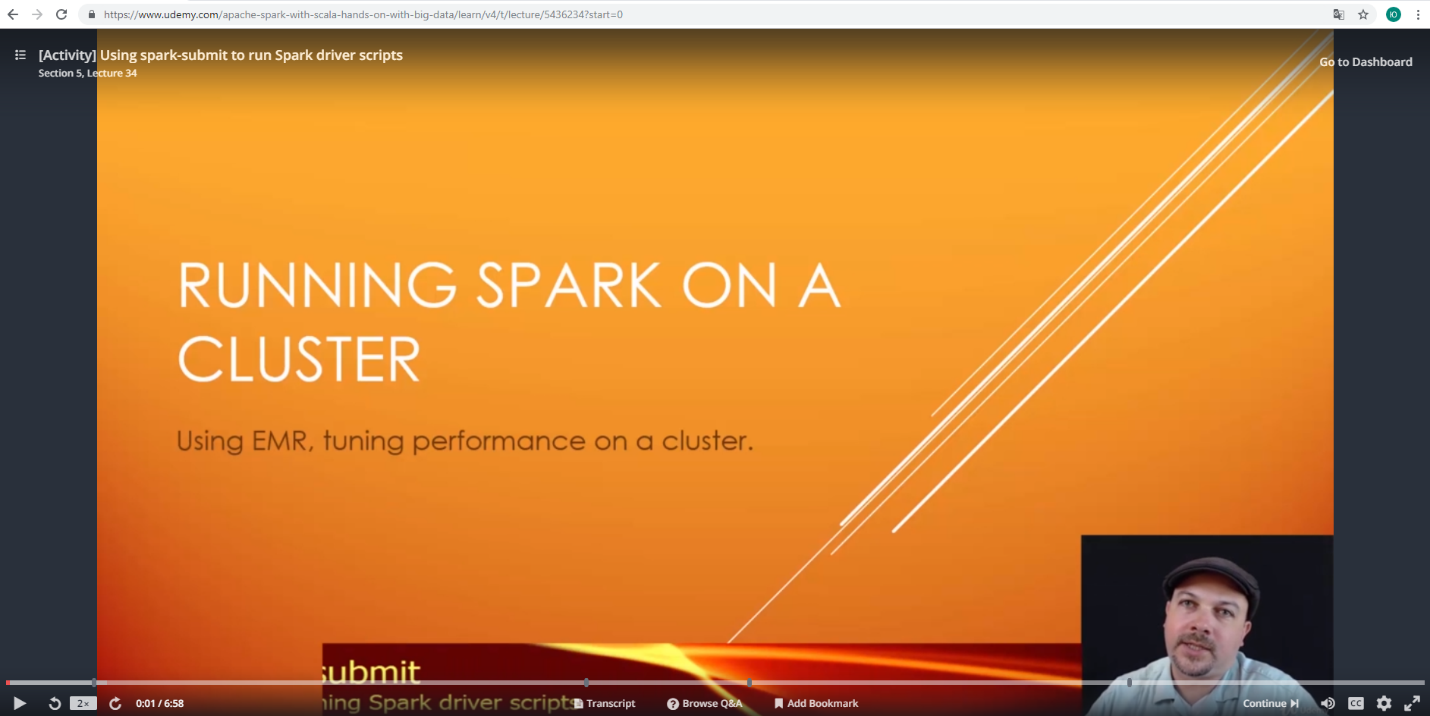 https://www.udemy.com/apache-spark-with-scala-hands-on-with-big-data/learn/v4/t/lecture/5436234?start=0
Ю
[Activity] Using spark-submit to run Spark driver scripts
Section 5, Lecture 34
Go to Dashboard
RUNNING SPARK ON A
CLUSTER
Using EMR, tuning performance on a cluster.
submit
ning Spark driver scripts
2×
0:01 / 6:58
Transcript
Browse Q&A
Add Bookmark
Continue
CC